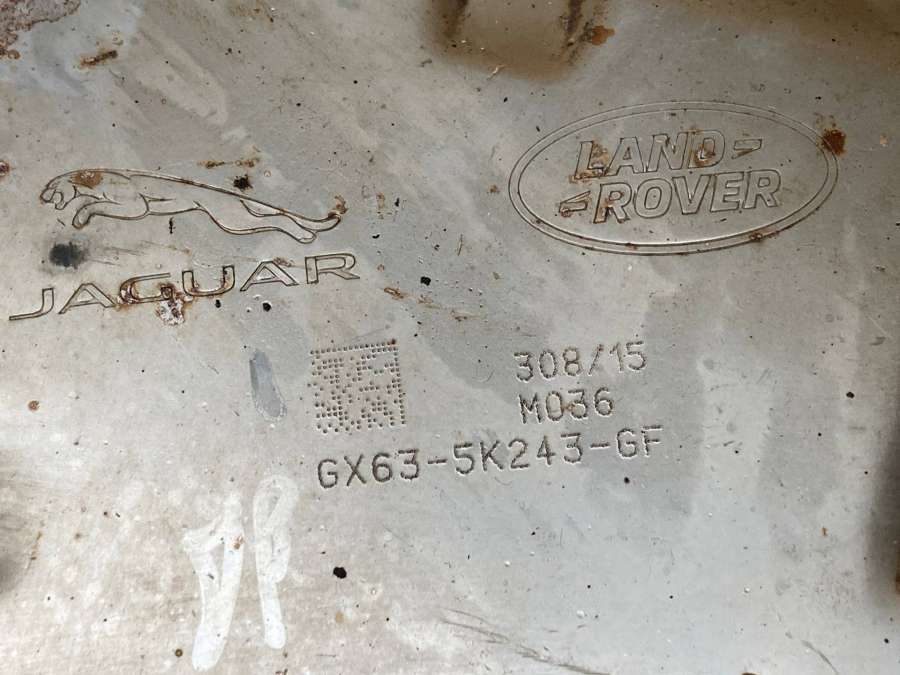 JAGUAR
LAND-
-ROVER
308/15
M036
GX63-5K243-GF